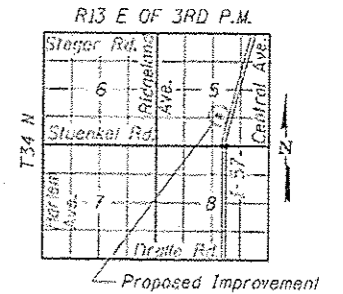 R13 E OF 3RD P.M.
Steger Rd.
Ridgeland
Ave.
6
5
Central Ave.
T34 N
Stuenkel Rd.
I-57
N
Harlem
Ave.
7
8
Dralle Rd.
Proposed Improvement